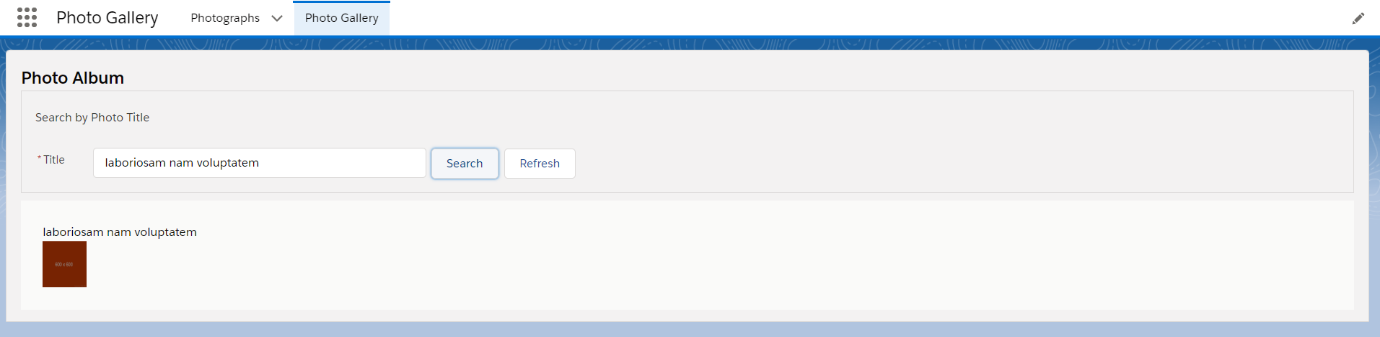 Photo Gallery Photographs Photo Gallery
Photo Album
Search by Photo Title
* Title laboriosam nam voluptatem Search Refresh
laboriosam nam voluptatem